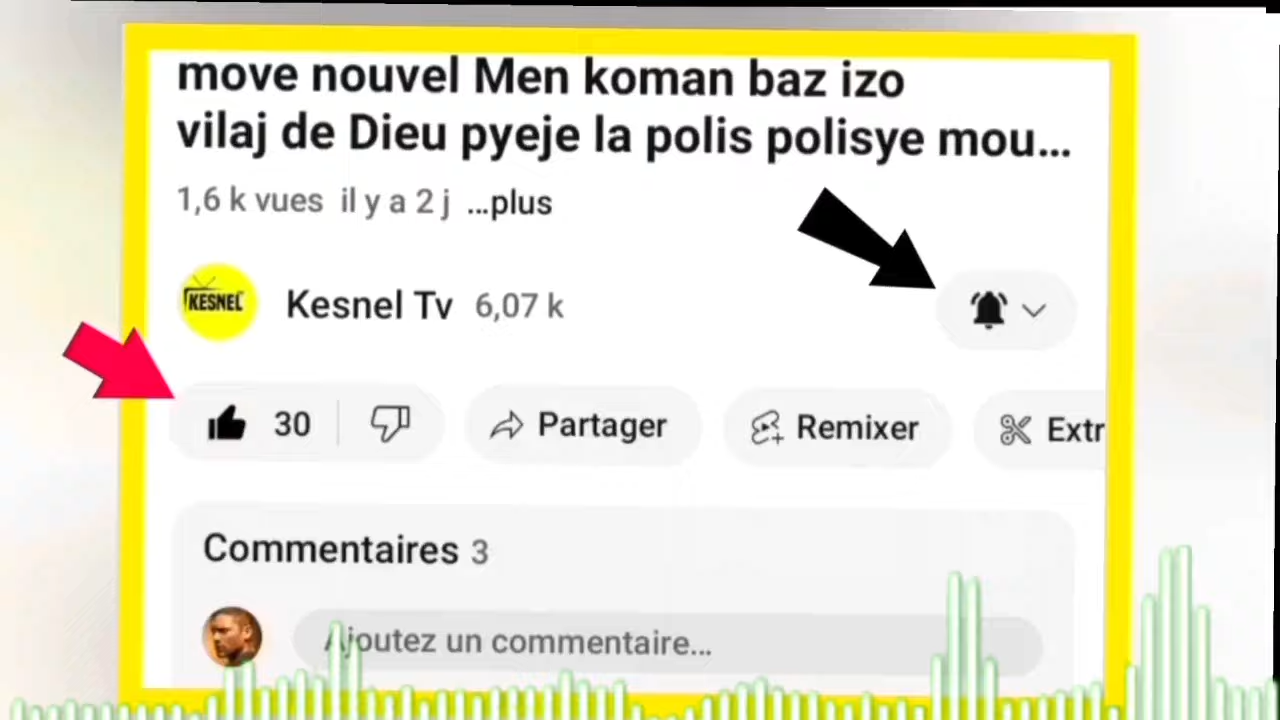 move nouvel Men koman baz izo
vilaj de Dieu pyeje la polis polisye mou...
1,6 k vues il y a 2 j ...plus
KESNEL
Kesnel Tv 6,07 k
30
Partager
Remixer
Extr
Commentaires 3
Ajoutez un commentaire...